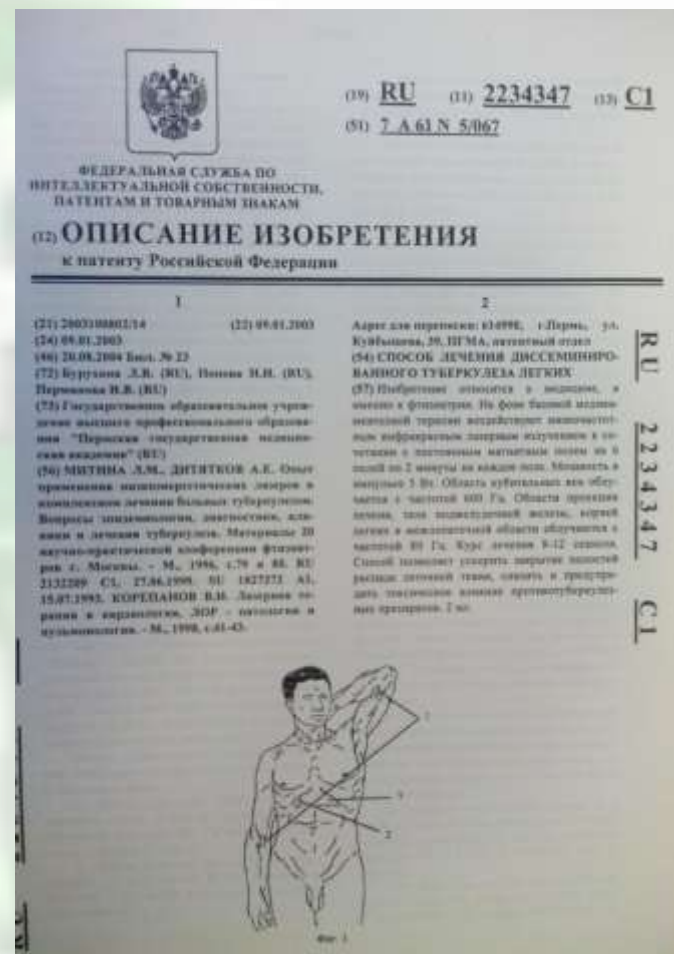 (19) RU (11) 2234347 (13) C1
(51) 7 A 61 N 5/067
ФЕДЕРАЛЬНАЯ СЛУЖБА ПО
ИНТЕЛЛЕКТУАЛЬНОЙ СОБСТВЕННОСТИ,
ПАТЕНТАМ И ТОВАРНЫМ ЗНАКАМ
(12) ОПИСАНИЕ ИЗОБРЕТЕНИЯ
к патенту Российской Федерации
1
(21) 2003100802/14 (22) 09.01.2003
(24) 09.01.2003
(46) 20.08.2004 Бюл. № 23
(72) Бурухина Л.В. (RU), Попова Н.И. (RU),
Перминова И.В. (RU)
(73) Государственное образовательное учреж-
дение высшего профессионального образова-
ния "Пермская государственная медицин-
ская академия" (RU)
(56) МИТИНА Л.М., ДИТЯТКОВ А.Е. Опыт
применения низкоэнергетических лазеров в
комплексном лечении больных туберкулезом.
Вопросы эпидемиологии, диагностики, кли-
ники и лечения туберкулеза. Материалы 20
научно-практической конференции фтизиат-
ров г. Москвы. - М., 1996, с.79 и 80. RU
2132209 C1, 27.06.1999. SU 1827272 A1,
15.07.1993. КОРЕПАНОВ В.И. Лазерная те-
рапия в кардиологии, ЛОР - патологии и
пульмонологии. - М., 1998, с.41-43.
2
Адрес для переписки: 614990, г.Пермь, ул.
Куйбышева, 39, ПГМА, патентный отдел
(54) СПОСОБ ЛЕЧЕНИЯ ДИССЕМИНИРО-
ВАННОГО ТУБЕРКУЛЕЗА ЛЕГКИХ
(57) Изобретение относится к медицине, а
именно к фтизиатрии. На фоне базовой медика-
ментозной терапии воздействуют низкочастот-
ным инфракрасным лазерным излучением в со-
четании с постоянным магнитным полем на 6
полей по 2 минуты на каждое поле. Мощность в
импульсе 5 Вт. Область кубитальных вен облу-
чается с частотой 600 Гц. Области проекции
печени, тела поджелудочной железы, корней
легких в межлопаточной области облучаются с
частотой 80 Гц. Курс лечения 8-12 сеансов.
Способ позволяет ускорить закрытие полостей
распада легочной ткани, снизить и предупре-
дить токсическое влияние противотуберкулез-
ных препаратов. 2 ил.
RU 2234347 C1
1
3
2
Фиг. 1
RU